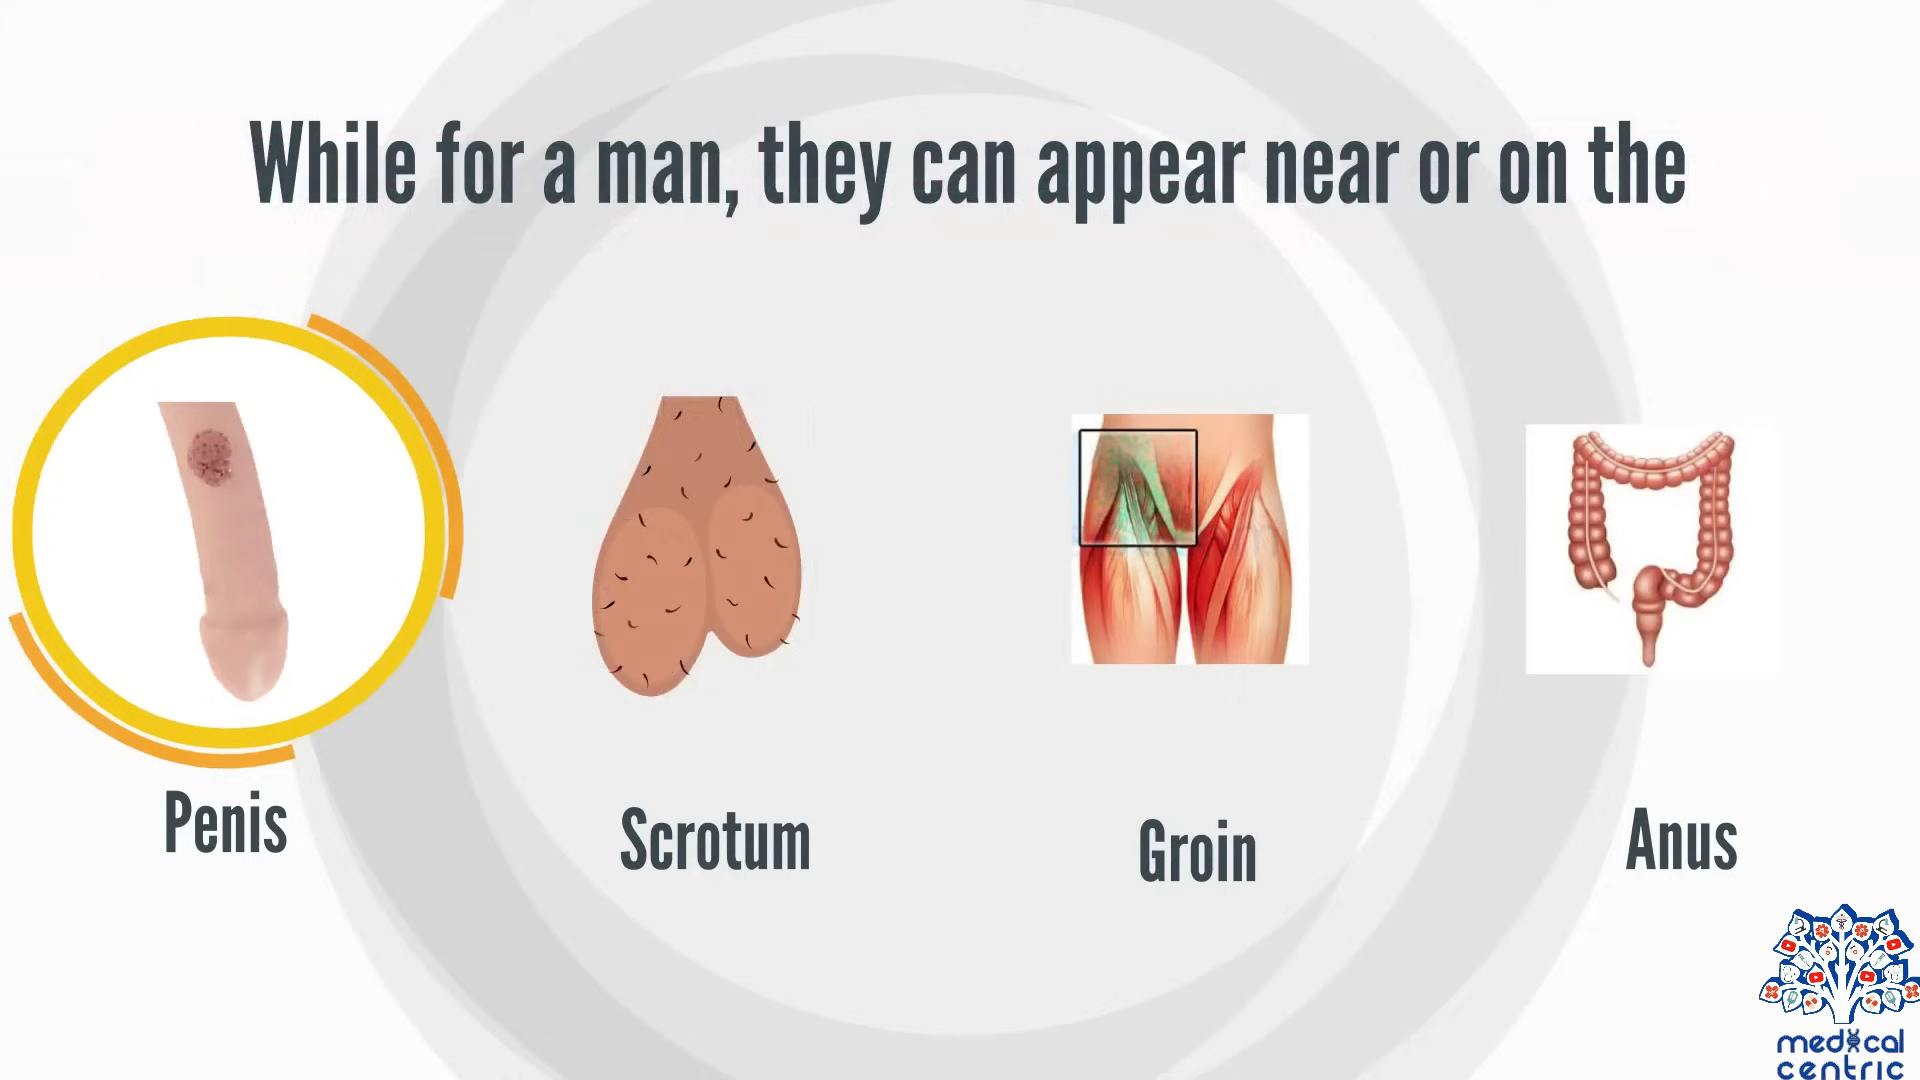 While for a man, they can appear near or on the
Penis
Scrotum
Groin
Anus
medical
centric